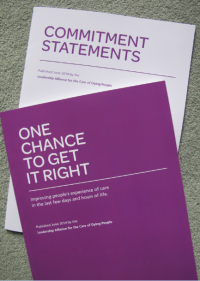 COMMITMENT
STATEMENTS
Published June 2014 by the
Leadership Alliance for the Care of Dying People
ONE
CHANCE
TO GET
IT RIGHT
Improving people's experience of care
in the last few days and hours of life.
Published June 2014 by the
Leadership Alliance for the Care of Dying People